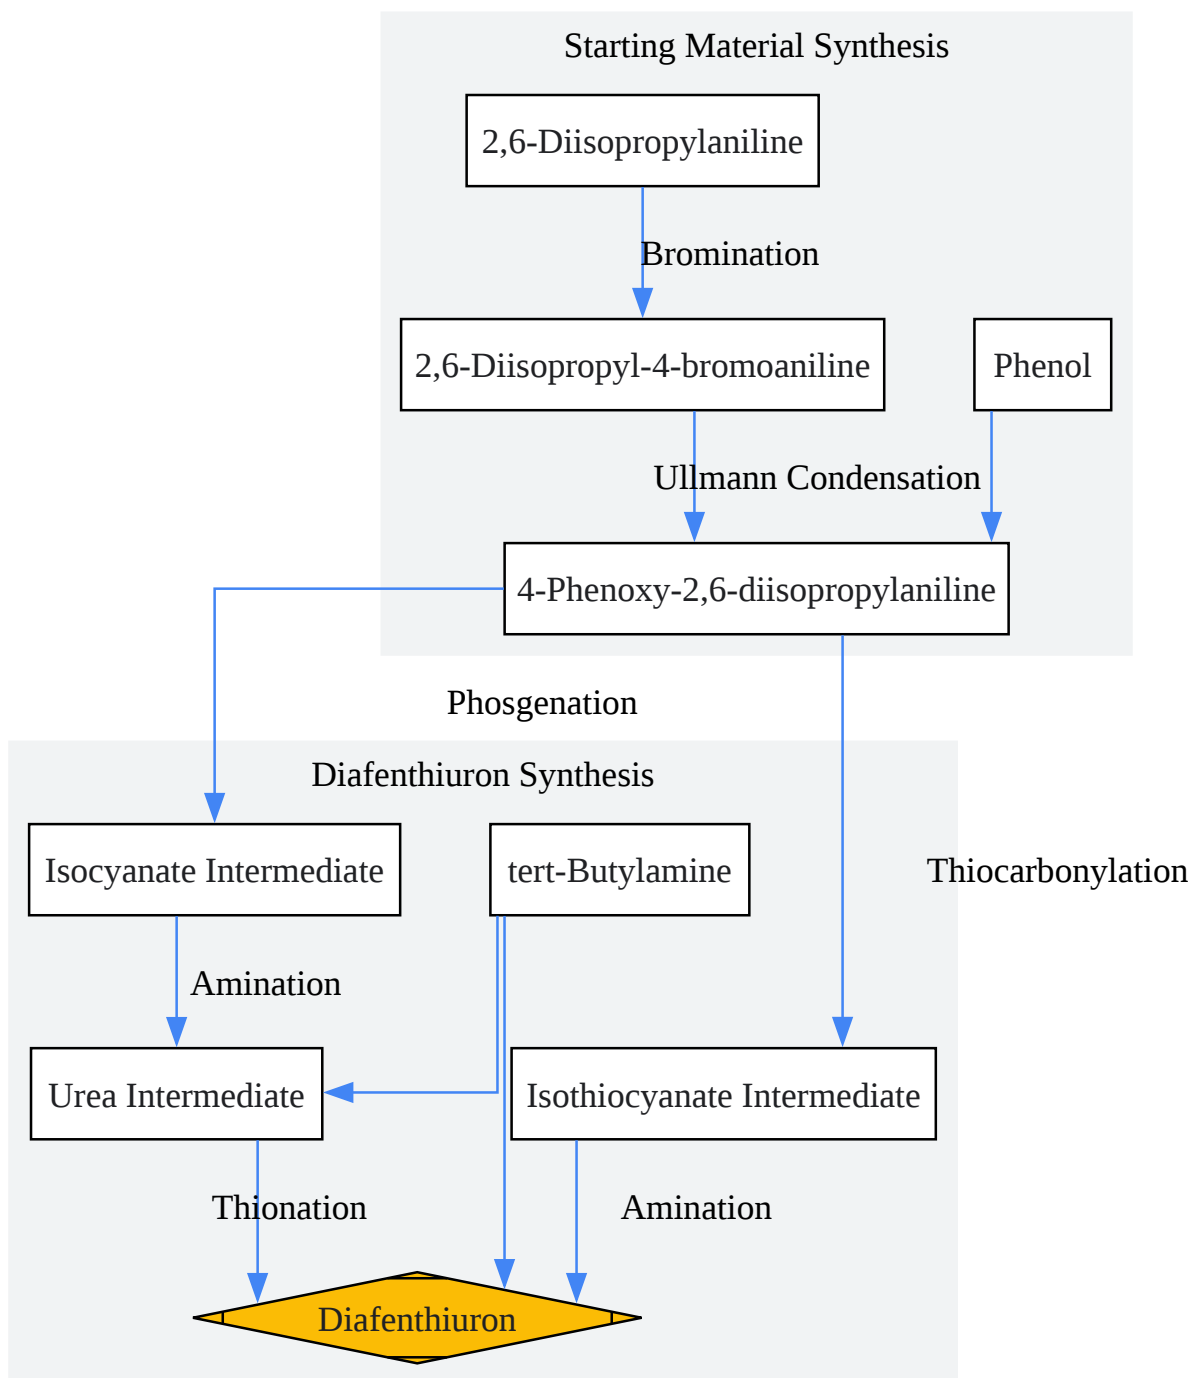 Starting Material Synthesis
2,6-Diisopropylaniline
Bromination
2,6-Diisopropyl-4-bromoaniline
Phenol
Ullmann Condensation
4-Phenoxy-2,6-diisopropylaniline
Phosgenation
Diafenthiuron Synthesis
Isocyanate Intermediate
tert-Butylamine
Thiocarbonylation
Amination
Urea Intermediate
Isothiocyanate Intermediate
Thionation
Amination
Diafenthiuron